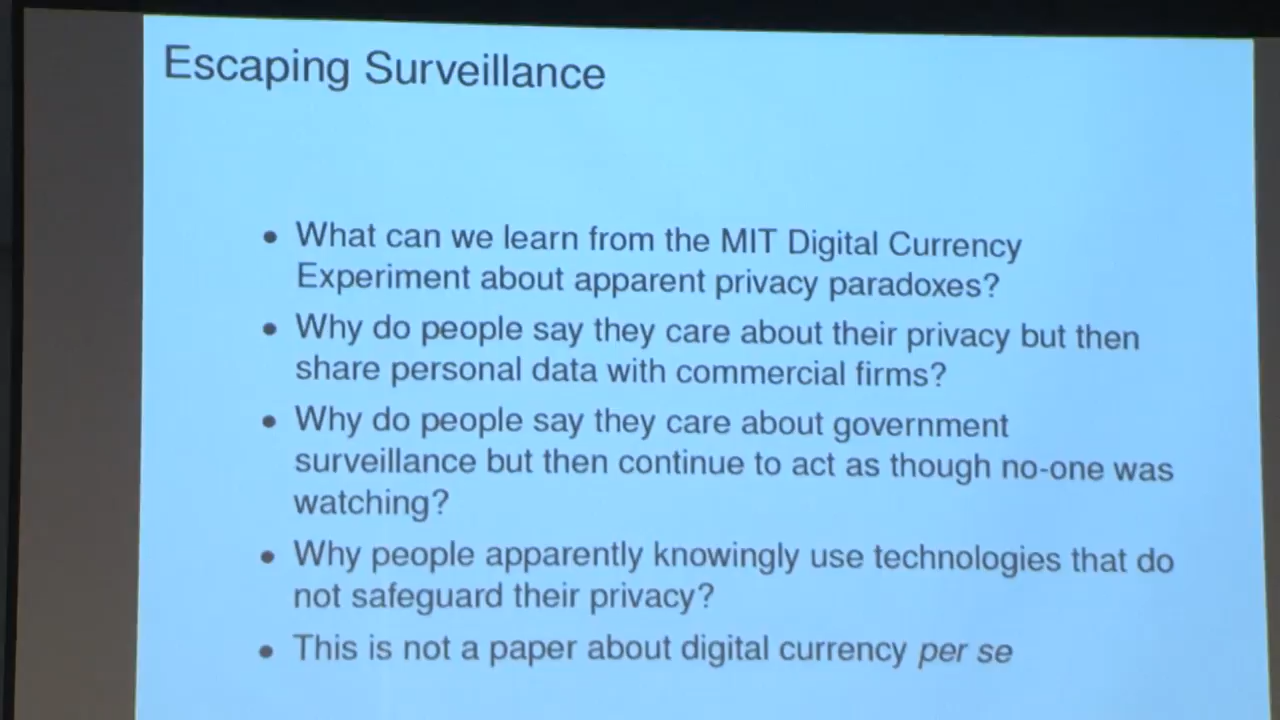 Escaping Surveillance
• What can we learn from the MIT Digital Currency
Experiment about apparent privacy paradoxes?
• Why do people say they care about their privacy but then
share personal data with commercial firms?
• Why do people say they care about government
surveillance but then continue to act as though no-one was
watching?
• Why people apparently knowingly use technologies that do
not safeguard their privacy?
• This is not a paper about digital currency per se